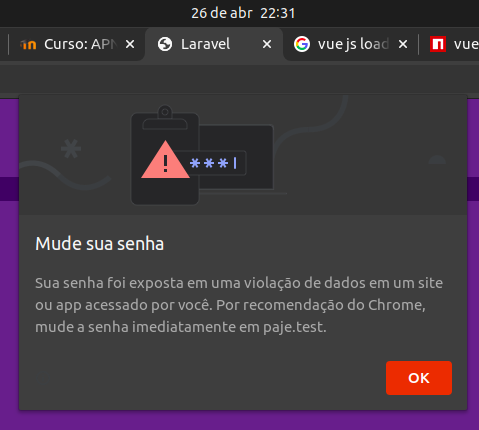 26 de abr 22:31
Curso: APN
Laravel
vue js load
vue
***
Mude sua senha
Sua senha foi exposta em uma violação de dados em um site
ou app acessado por você. Por recomendação do Chrome,
mude a senha imediatamente em paje.test.
OK